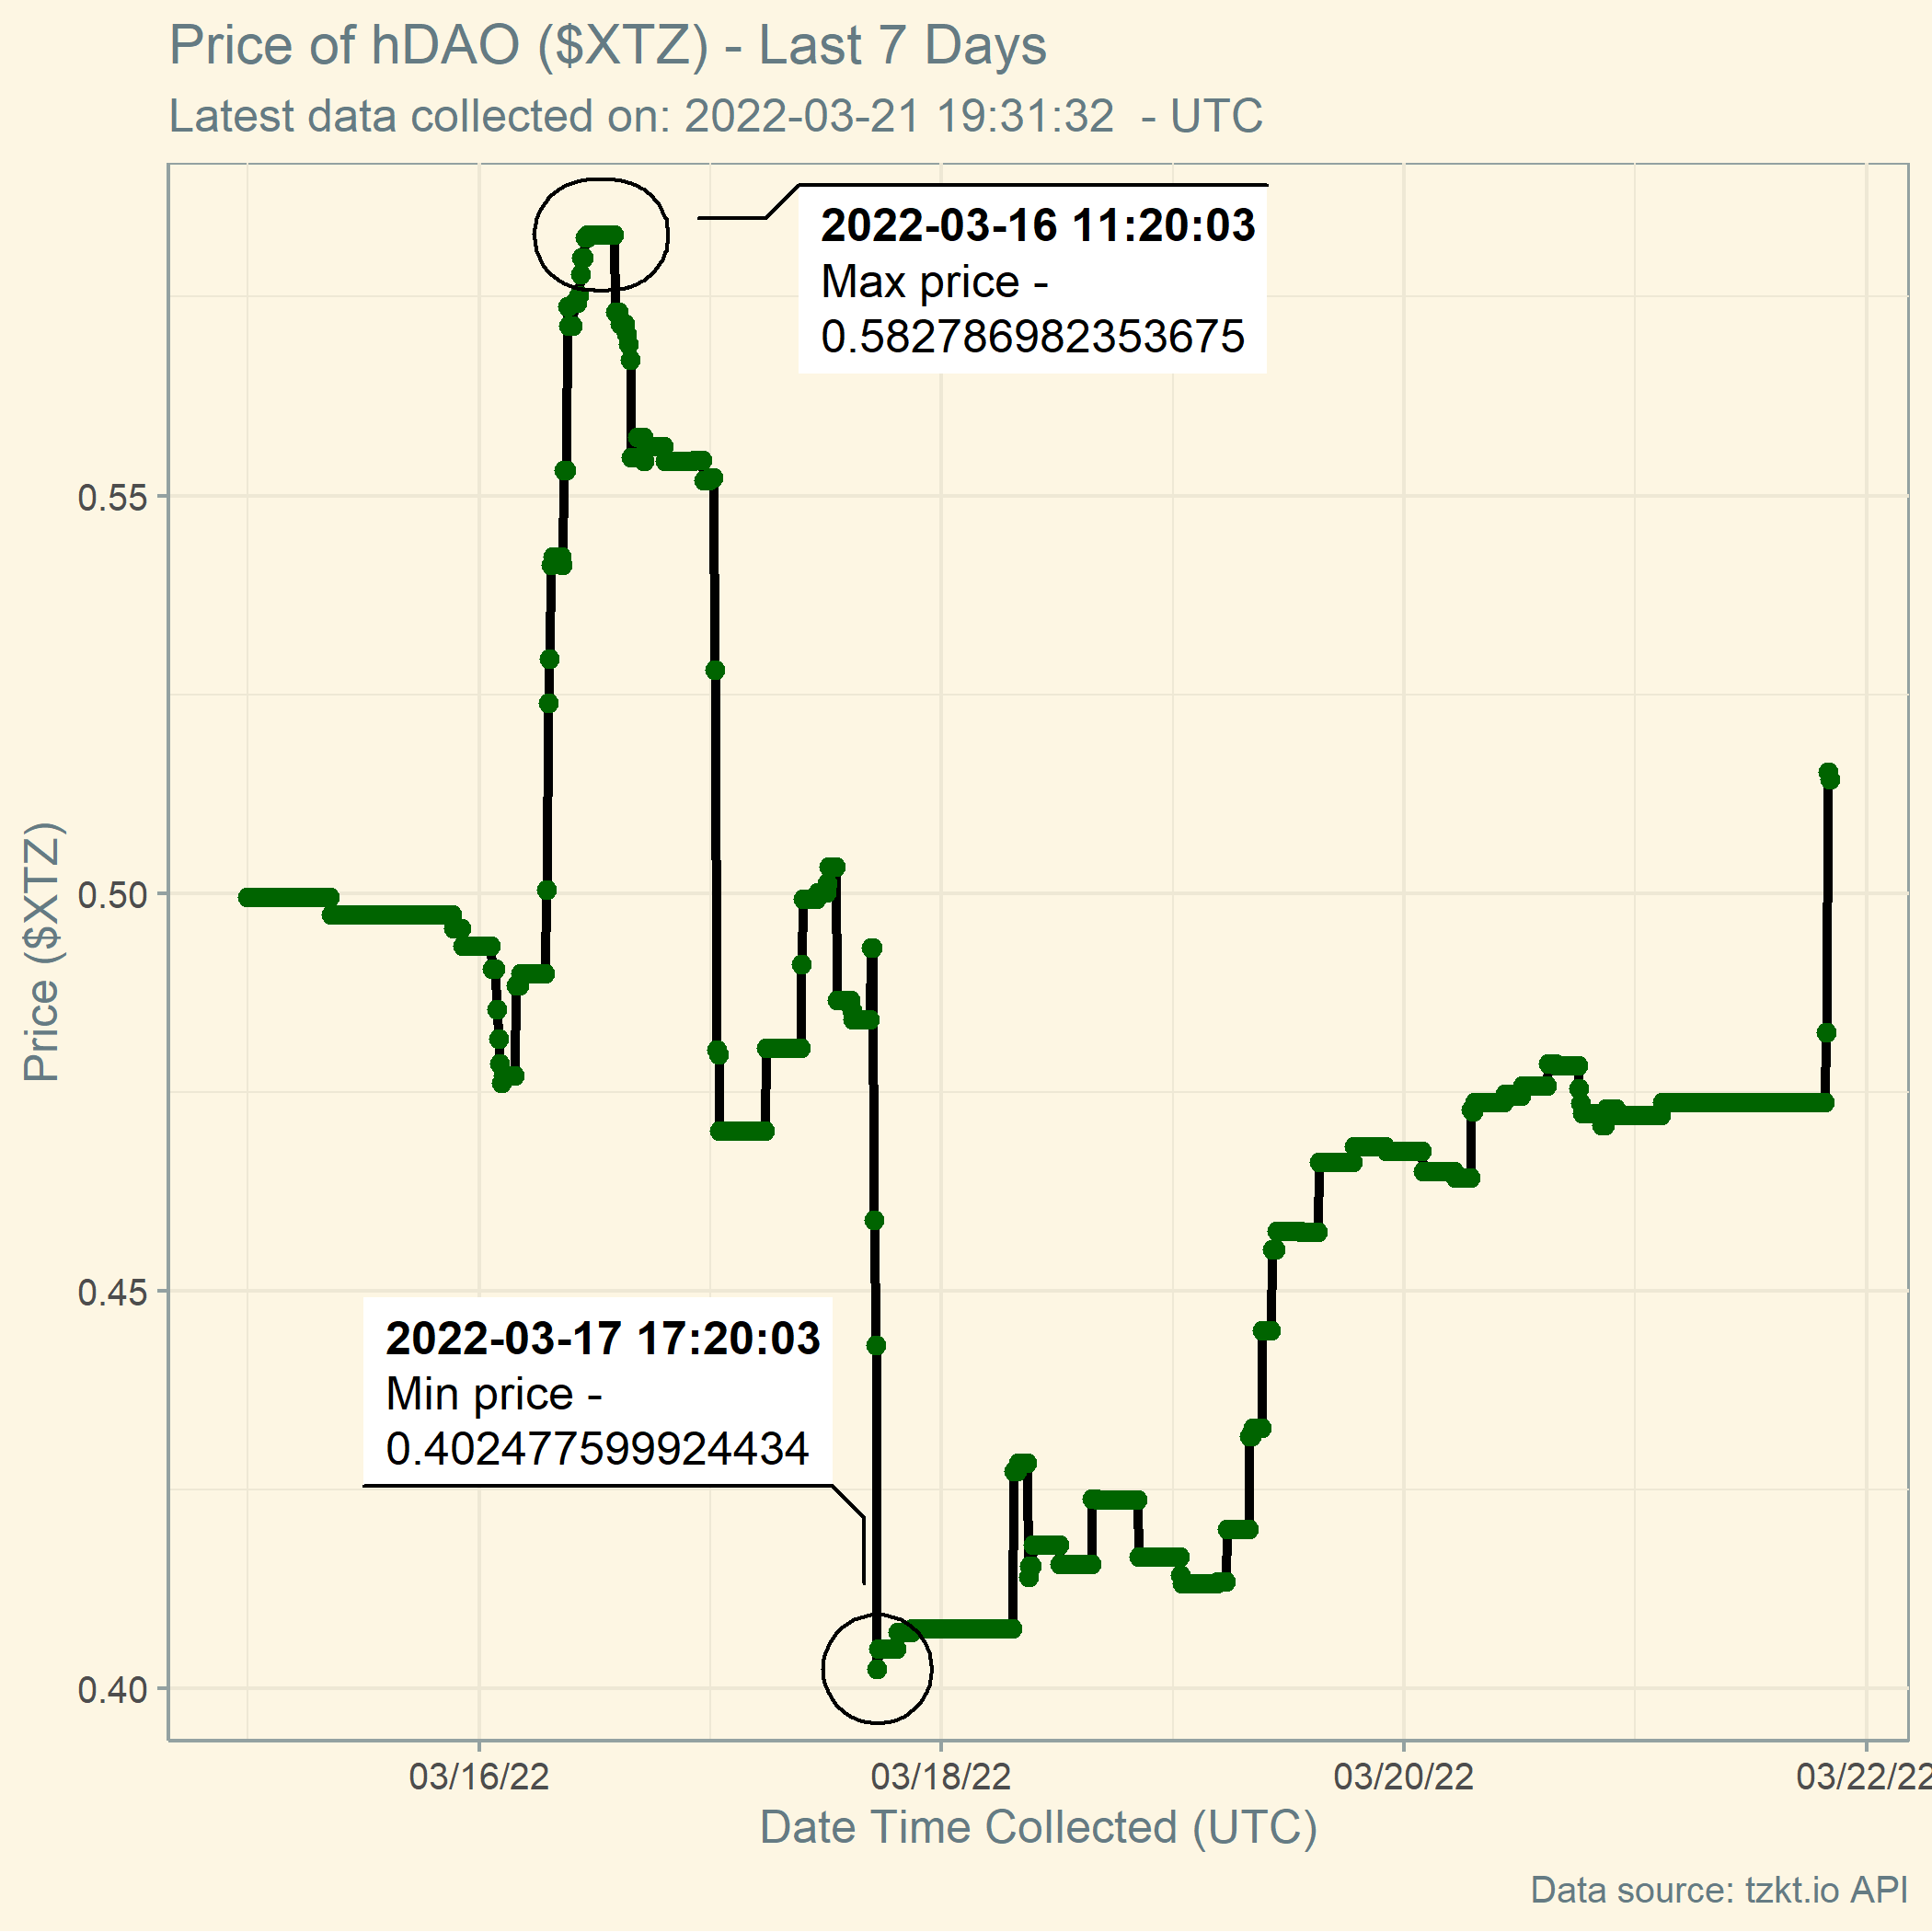 Price of hDAO ($XTZ) - Last 7 Days
Latest data collected on: 2022-03-21 19:31:32  - UTC
2022-03-16 11:20:03
Max price -
0.582786982353675
0.55
0.50
0.45
0.40
Price ($XTZ)
2022-03-17 17:20:03
Min price -
0.402477599924434
03/16/22
03/18/22
03/20/22
03/22/22
Date Time Collected (UTC)
Data source: tzkt.io API